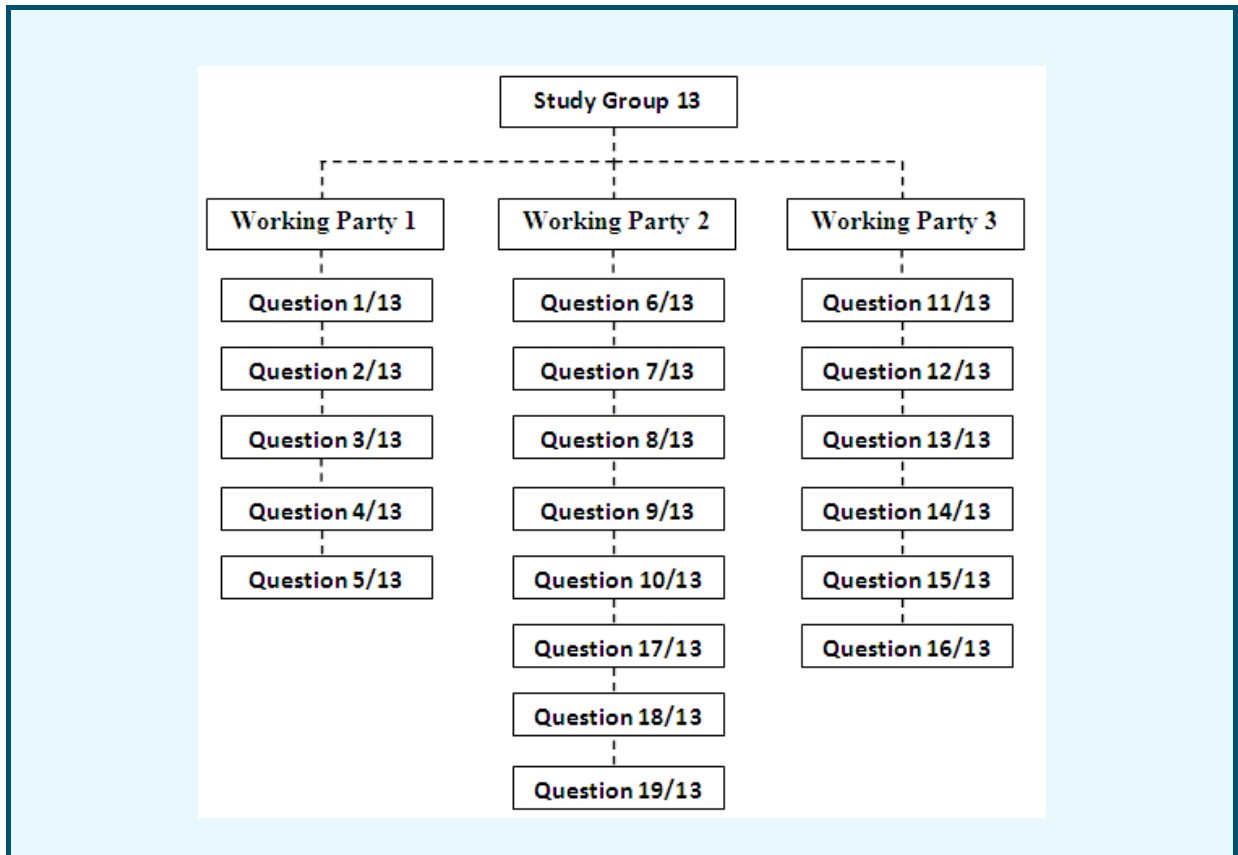 Study Group 13
Working Party 1
Working Party 2
Working Party 3
Question 1/13
Question 6/13
Question 11/13
Question 2/13
Question 7/13
Question 12/13
Question 3/13
Question 8/13
Question 13/13
Question 4/13
Question 9/13
Question 14/13
Question 5/13
Question 10/13
Question 15/13
Question 17/13
Question 16/13
Question 18/13
Question 19/13